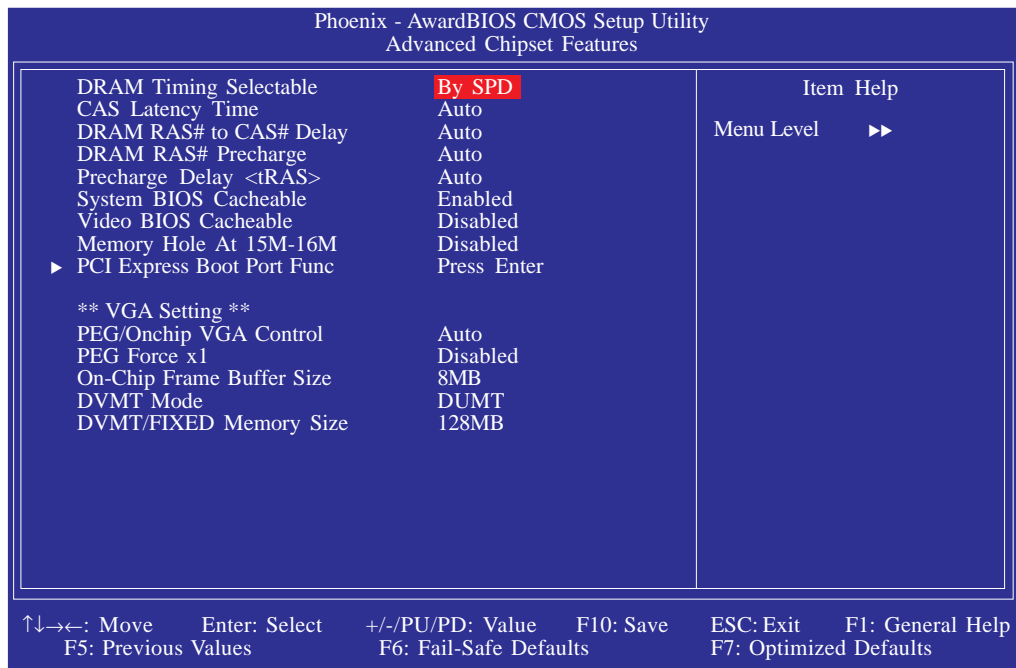 Phoenix - AwardBIOS CMOS Setup Utility
Advanced Chipset Features
DRAM Timing Selectable By SPD
CAS Latency Time Auto
DRAM RAS# to CAS# Delay Auto
DRAM RAS# Precharge Auto
Precharge Delay <tRAS> Auto
System BIOS Cacheable Enabled
Video BIOS Cacheable Disabled
Memory Hole At 15M-16M Disabled
▶ PCI Express Boot Port Func Press Enter
** VGA Setting **
PEG/Onchip VGA Control Auto
PEG Force x1 Disabled
On-Chip Frame Buffer Size 8MB
DVMT Mode DUMT
DVMT/FIXED Memory Size 128MB
Item Help
Menu Level ▶▶
↑↓→←: Move Enter: Select +/-/PU/PD: Value F10: Save ESC: Exit F1: General Help
F5: Previous Values F6: Fail-Safe Defaults F7: Optimized Defaults